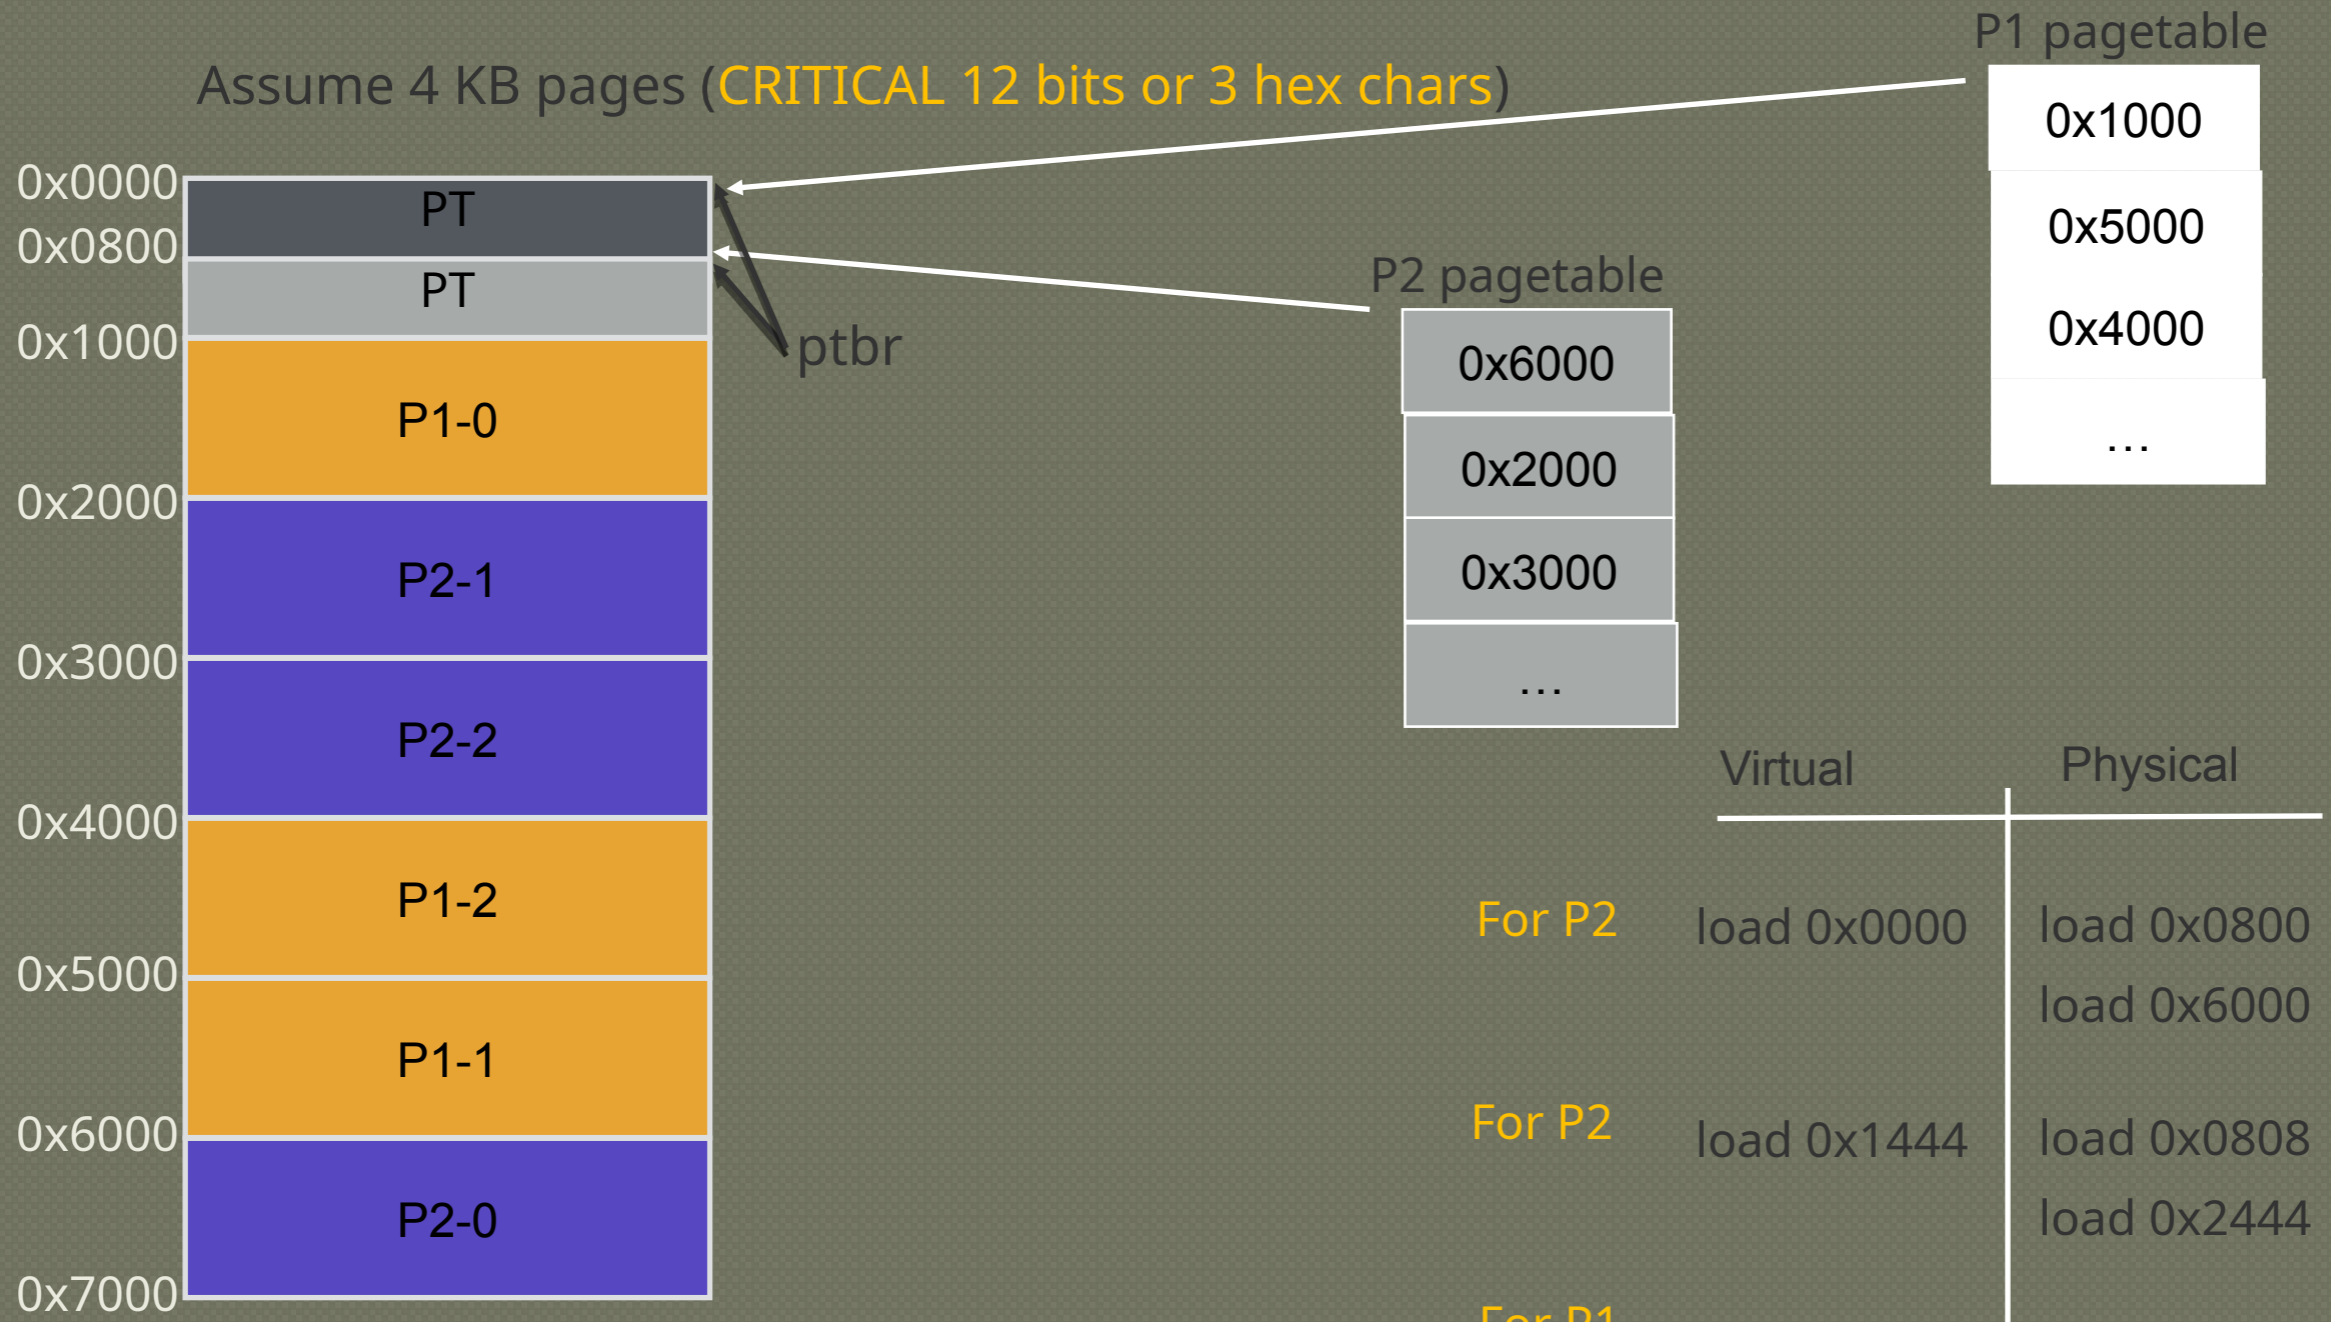 P1 pagetable
Assume 4 KB pages (CRITICAL 12 bits or 3 hex chars)
0x1000
0x5000
0x4000
…
0x0000
PT
0x0800
PT
0x1000
ptbr
P1-0
0x2000
P2-1
0x3000
P2-2
0x4000
P1-2
0x5000
P1-1
0x6000
P2-0
0x7000
P2 pagetable
0x6000
0x2000
0x3000
…
Virtual Physical
For P2 load 0x0000 load 0x0800
load 0x6000
For P2 load 0x1444 load 0x0808
load 0x2444
For P1